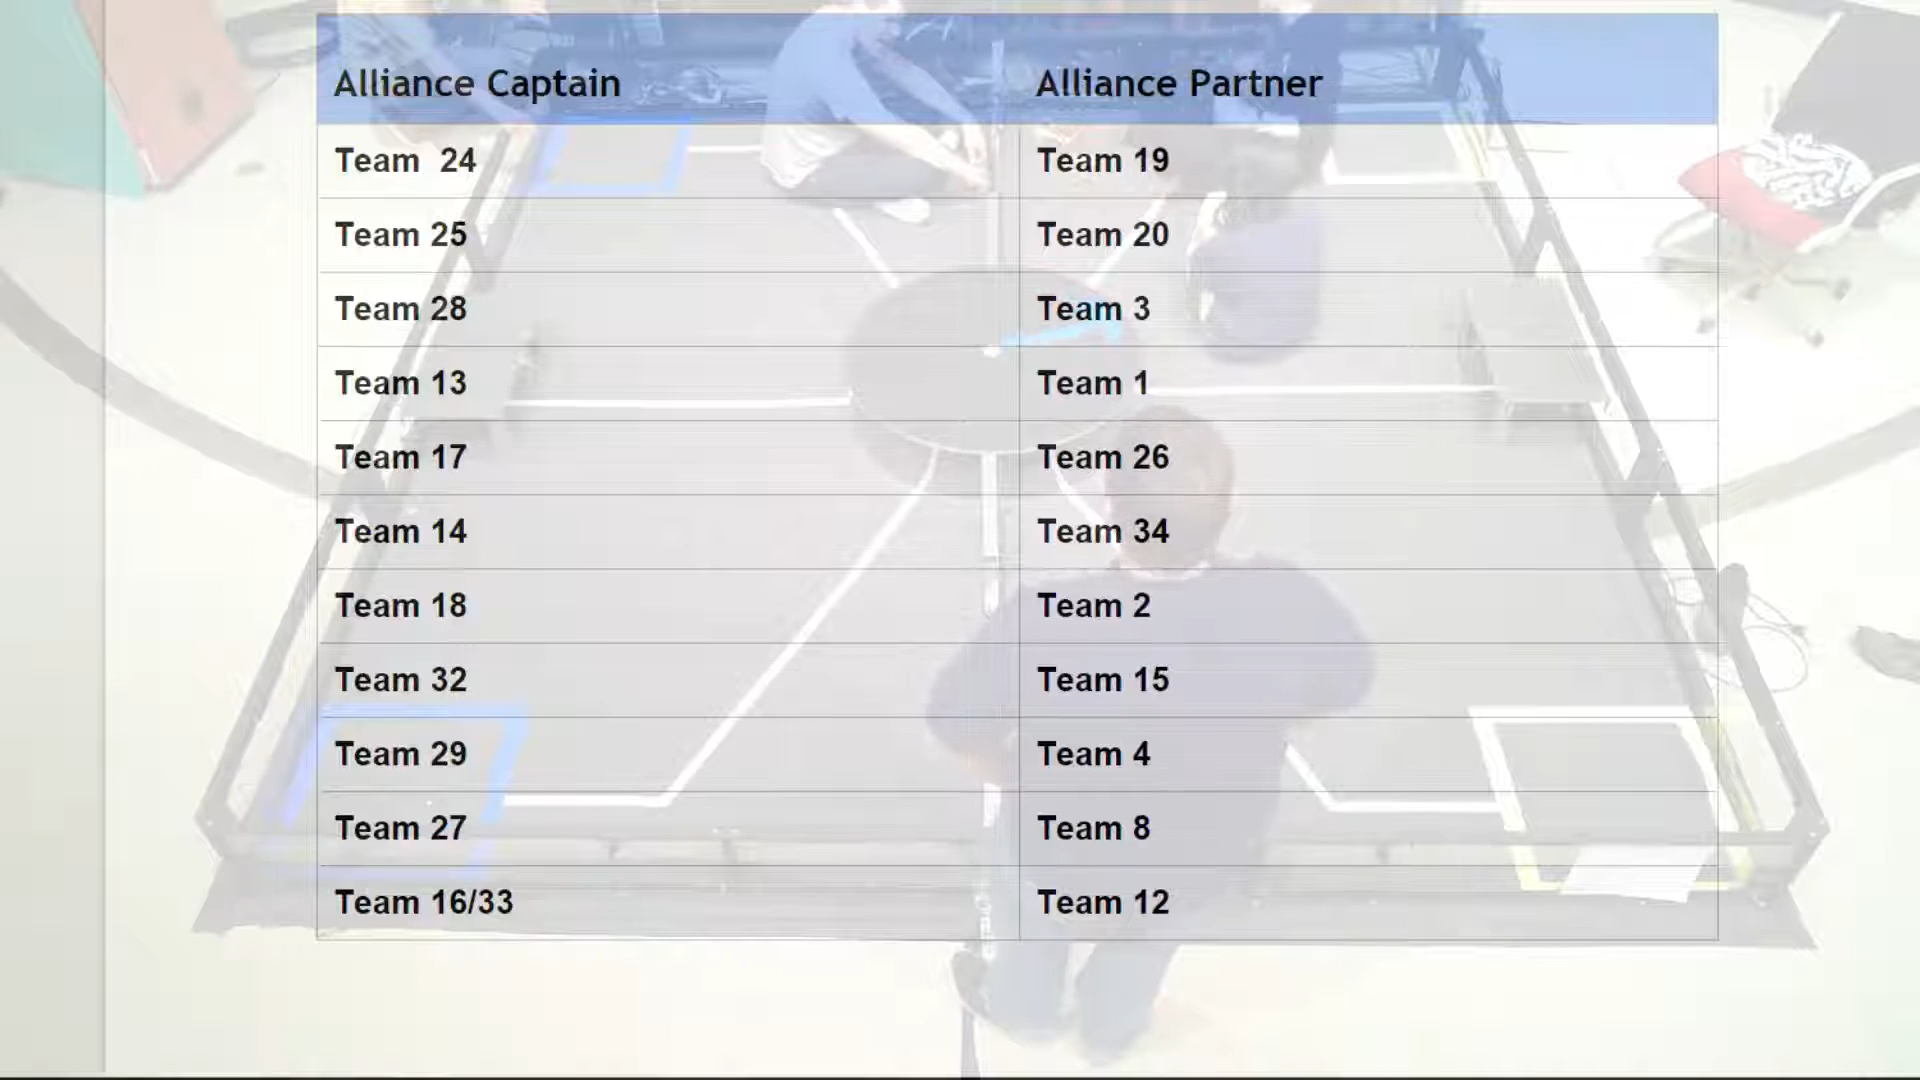 Alliance Captain Alliance Partner
Team 24 Team 19
Team 25 Team 20
Team 28 Team 3
Team 13 Team 1
Team 17 Team 26
Team 14 Team 34
Team 18 Team 2
Team 32 Team 15
Team 29 Team 4
Team 27 Team 8
Team 16/33 Team 12